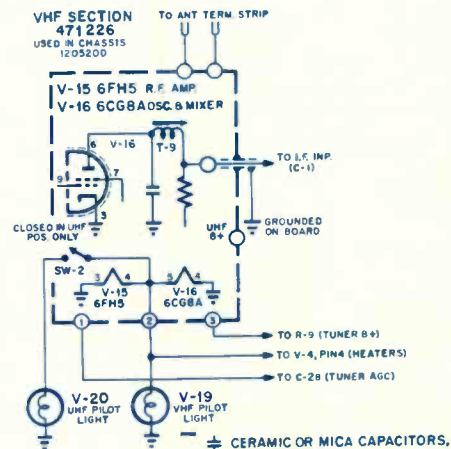 VHF SECTION
471226
USED IN CHASSIS
1205200
TO ANT TERM. STRIP
V-15 6FH5 R.F. AMP.
V-16 6CG8A OSC. & MIXER
6
V-16
T-9
9
7
3
TO I.F. INP.
(C-1)
CLOSED IN UHF
POS. ONLY
UHF
B+
GROUNDED
ON BOARD
SW-2
3 4
V-15
6FH5
5 4
V-16
6CG8A
1
2
3
TO R-9 (TUNER B+)
TO V-4, PIN4 (HEATERS)
TO C-28 (TUNER AGC)
V-20
UHF PILOT
LIGHT
V-19
VHF PILOT
LIGHT
CERAMIC OR MICA CAPACITORS,